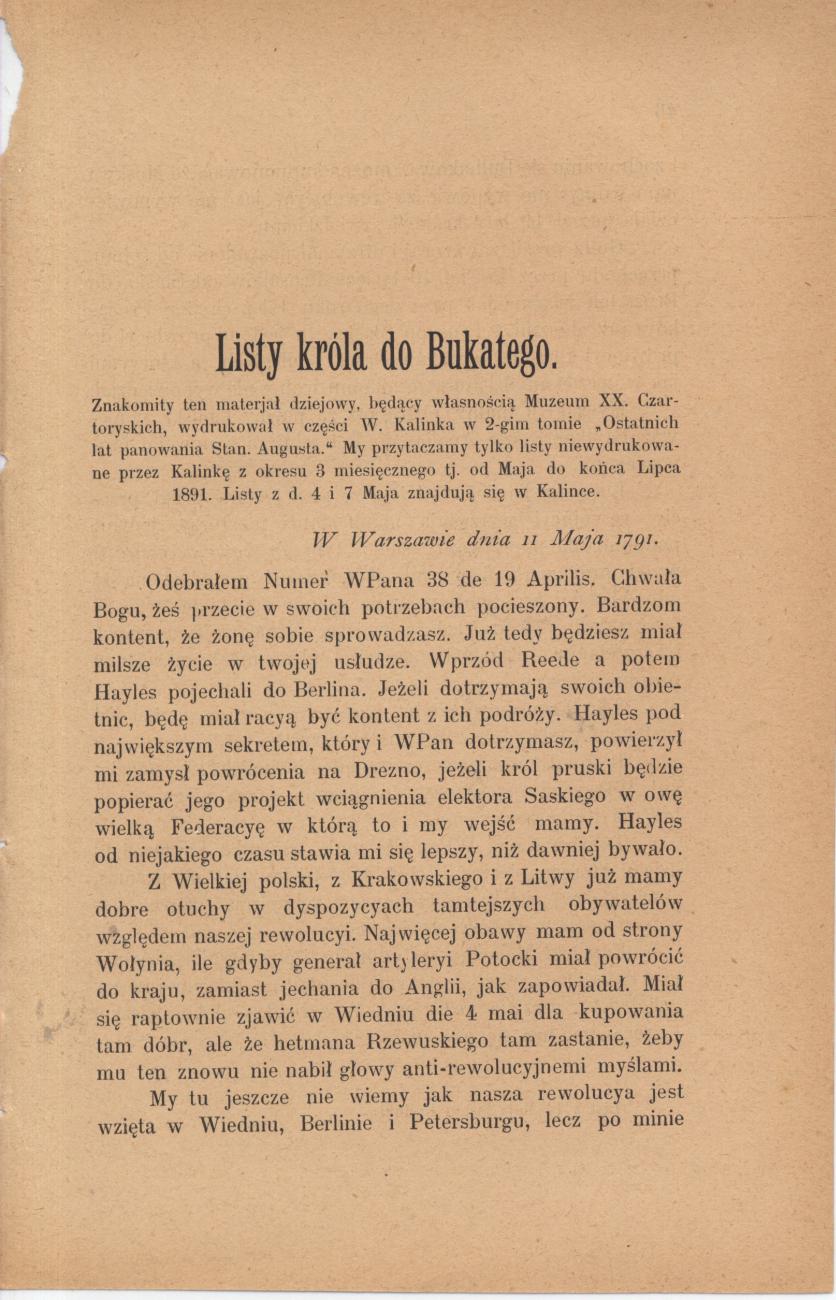 Listy króla do Bukatego.
Znakomity ten materjał dziejowy, będący własnością Muzeum XX. Czar-
toryskich, wydrukował w części W. Kalinka w 2-gim tomie „Ostatnich
lat panowania Stan. Augusta.“ My przytaczamy tylko listy niewydrukowa-
ne przez Kalinkę z okresu 3 miesięcznego tj. od Maja do końca Lipca
1891. Listy z d. 4 i 7 Maja znajdują się w Kalince.
W Warszawie dnia 11 Maja 1791.
Odebrałem Numer WPana 38 de 19 Aprilis. Chwała
Bogu, żeś przecie w swoich potrzebach pocieszony. Bardzom
kontent, że żonę sobie sprowadzasz. Już tedy będziesz miał
milsze życie w twojej usłudze. Wprzód Reede a potem
Hayles pojechali do Berlina. Jeżeli dotrzymają swoich obie-
tnic, będę miał racyą być kontent z ich podróży. Hayles pod
największym sekretem, który i WPan dotrzymasz, powierzył
mi zamysł powrócenia na Drezno, jeżeli król pruski będzie
popierać jego projekt wciągnienia elektora Saskiego w owę
wielką Federacyę w którą to i my wejść mamy. Hayles
od niejakiego czasu stawia mi się lepszy, niż dawniej bywało.
Z Wielkiej polski, z Krakowskiego i z Litwy już mamy
dobre otuchy w dyspozycyach tamtejszych obywatelów
względem naszej rewolucyi. Najwięcej obawy mam od strony
Wołynia, ile gdyby generał artyleryi Potocki miał powrócić
do kraju, zamiast jechania do Anglii, jak zapowiadał. Miał
się raptownie zjawić w Wiedniu die 4 mai dla kupowania
tam dóbr, ale że hetmana Rzewuskiego tam zastanie, żeby
mu ten znowu nie nabił głowy anti-rewolucyjnemi myślami.
My tu jeszcze nie wiemy jak nasza rewolucya jest
wzięta w Wiedniu, Berlinie i Petersburgu, lecz po minie